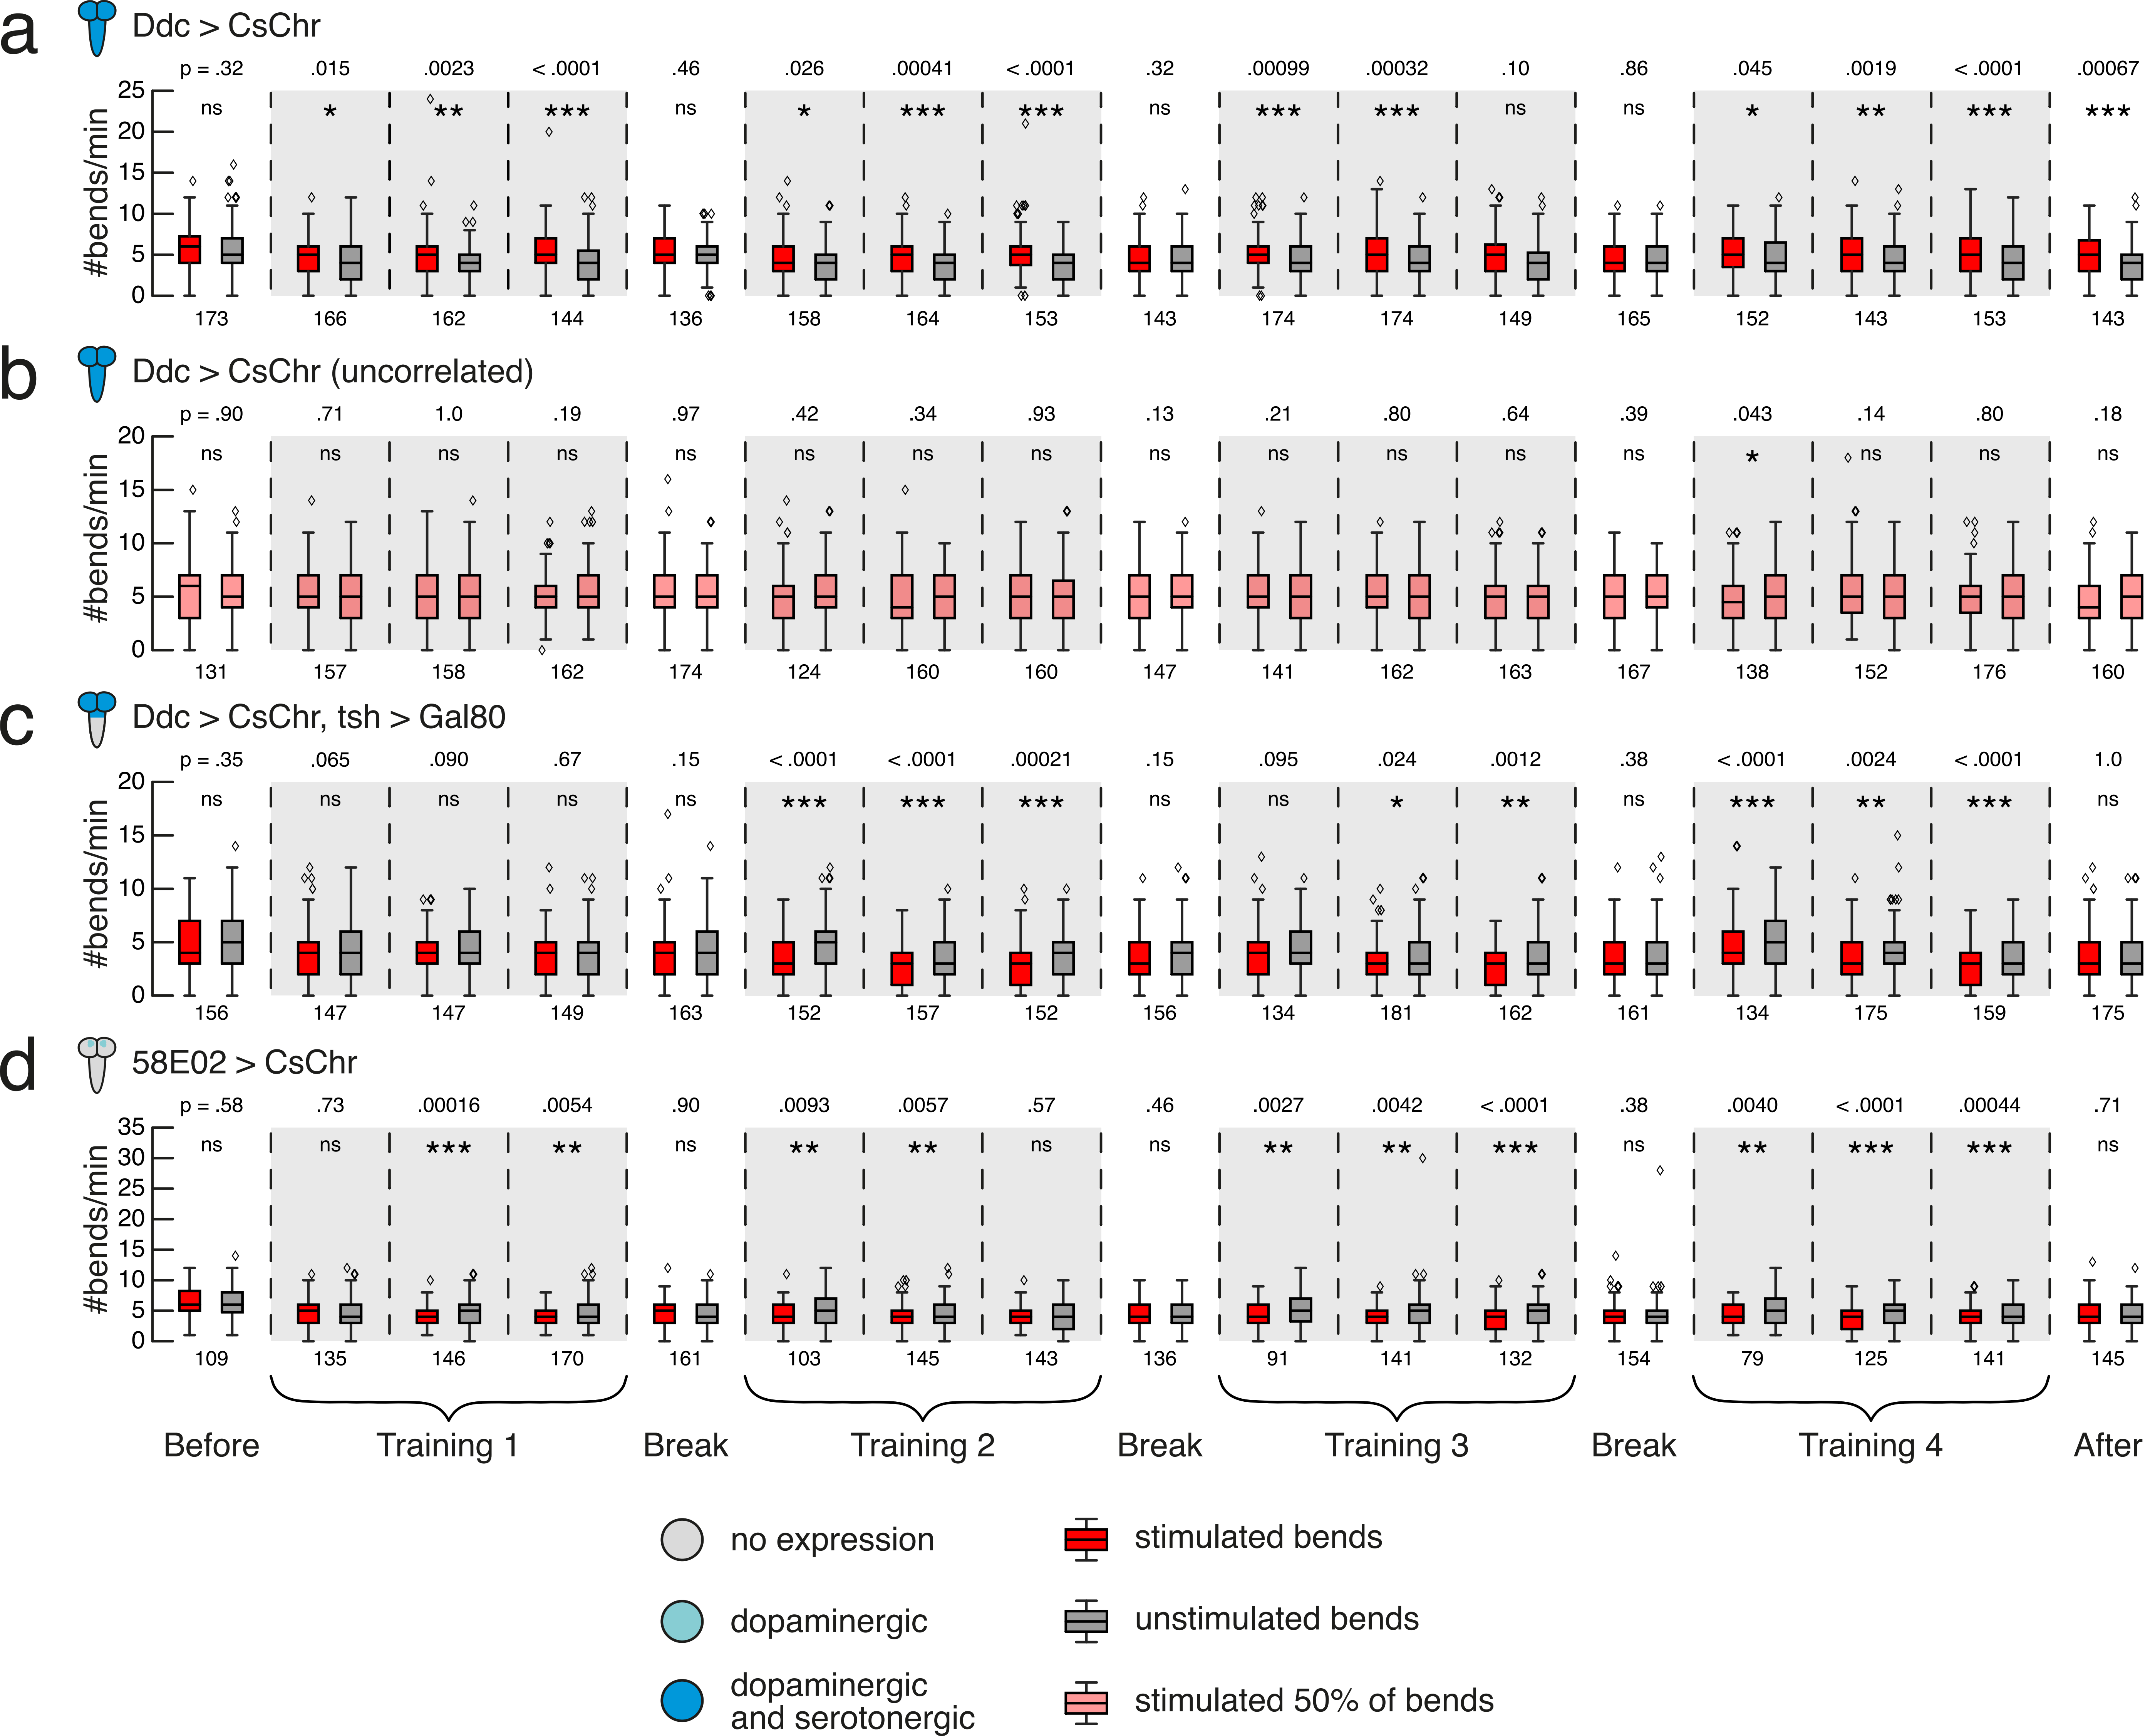 a Ddc > CsChr
p = .32 .015 .0023 < .0001 .46 .026 .00041 < .0001 .32 .00099 .00032 .10 .86 .045 .0019 < .0001 .00067
25
ns * ** *** ns * *** *** ns *** *** ns ns * ** *** ***
20
15
10
5
0
#bends/min
173 166 162 144 136 158 164 153 143 174 174 149 165 152 143 153 143
b Ddc > CsChr (uncorrelated)
p = .90 .71 1.0 .19 .97 .42 .34 .93 .13 .21 .80 .64 .39 .043 .14 .80 .18
20
ns ns ns ns ns ns ns ns ns ns ns ns ns * ns ns ns
15
10
5
0
#bends/min
131 157 158 162 174 124 160 160 147 141 162 163 167 138 152 176 160
c Ddc > CsChr, tsh > Gal80
p = .35 .065 .090 .67 .15 < .0001 < .0001 .00021 .15 .095 .024 .0012 .38 < .0001 .0024 < .0001 1.0
20
ns ns ns ns ns *** *** *** ns ns * ** ns *** ** *** ns
15
10
5
0
#bends/min
156 147 147 149 163 152 157 152 156 134 181 162 161 134 175 159 175
d 58E02 > CsChr
p = .58 .73 .00016 .0054 .90 .0093 .0057 .57 .46 .0027 .0042 < .0001 .38 .0040 < .0001 .00044 .71
35
ns ns *** ** ns ** ** ns ns ** ** *** ns ** *** *** ns
30
25
20
15
10
5
0
#bends/min
109 135 146 170 161 103 145 143 136 91 141 132 154 79 125 141 145
Before Training 1 Break Training 2 Break Training 3 Break Training 4 After
no expression
stimulated bends
dopaminergic
unstimulated bends
dopaminergic
and serotonergic
stimulated 50% of bends